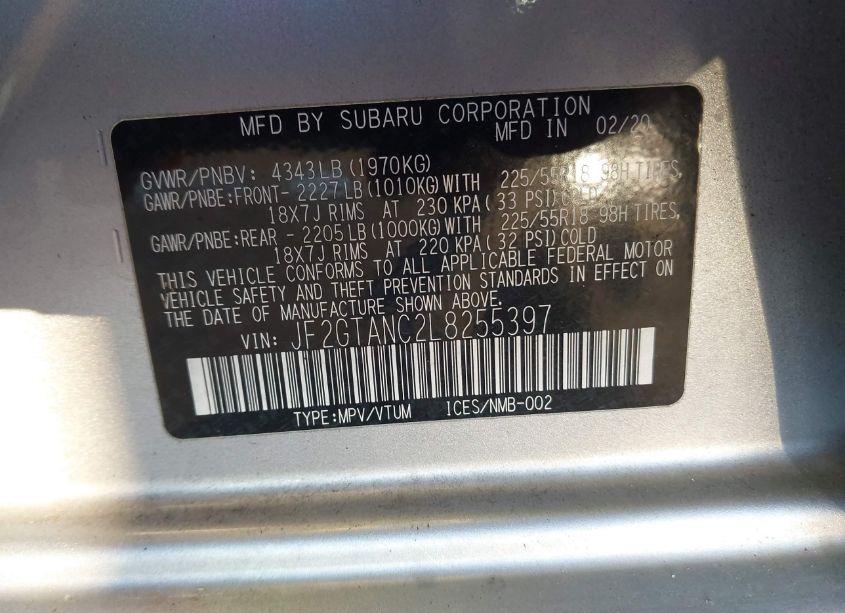 MFD BY SUBARU CORPORATION
MFD IN 02/20
GVWR/PNBV: 4343LB(1970KG)
GAWR/PNBE:FRONT- 2227LB(1010KG)WITH 225/55R18 98H TIRES,
18X7J RIMS AT 230 KPA( 33 PSI)COLD
GAWR/PNBE:REAR - 2205LB(1000KG)WITH 225/55R18 98H TIRES,
18X7J RIMS AT 220 KPA( 32 PSI)COLD
THIS VEHICLE CONFORMS TO ALL APPLICABLE FEDERAL MOTOR
VEHICLE SAFETY AND THEFT PREVENTION STANDARDS IN EFFECT ON
THE DATE OF MANUFACTURE SHOWN ABOVE.
VIN: JF2GTANC2L8255397
TYPE:MPV/VTUM ICES/NMB-002